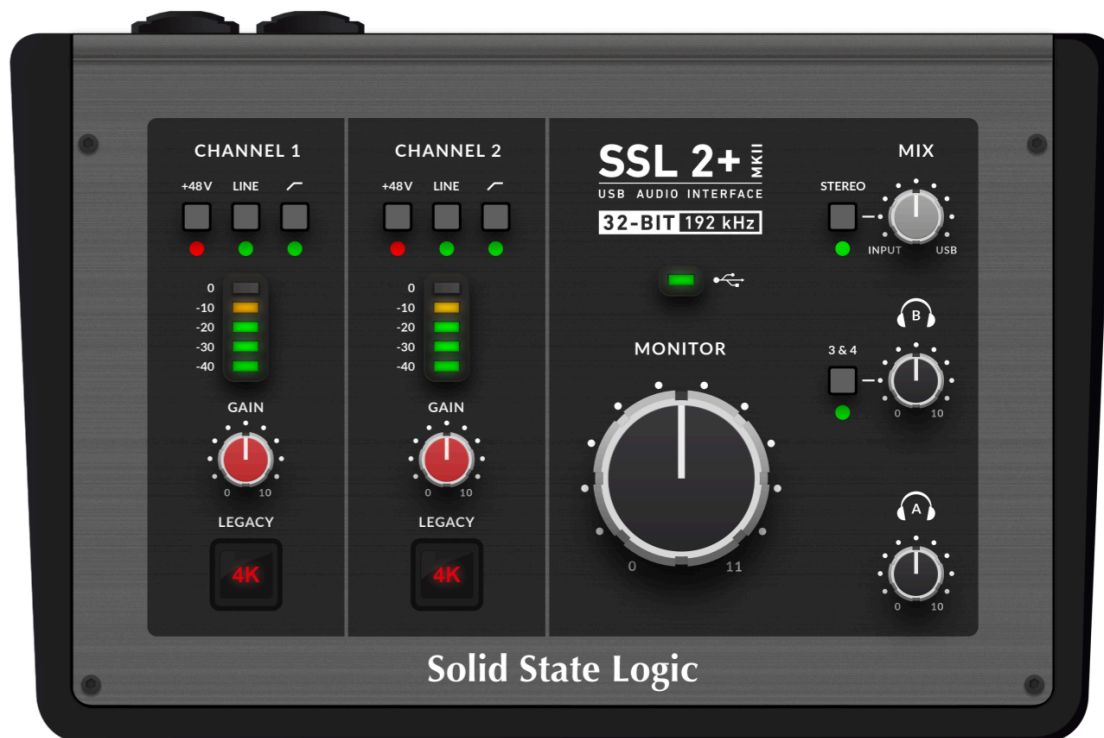 CHANNEL 1
+48V LINE
0
-10
-20
-30
-40
GAIN
0 10
LEGACY
4K
CHANNEL 2
+48V LINE
0
-10
-20
-30
-40
GAIN
0 10
LEGACY
4K
SSL 2+ MKII
USB AUDIO INTERFACE
32-BIT 192 kHz
MONITOR
0 11
MIX
STEREO
INPUT USB
B
3 & 4
0 10
A
0 10
Solid State Logic